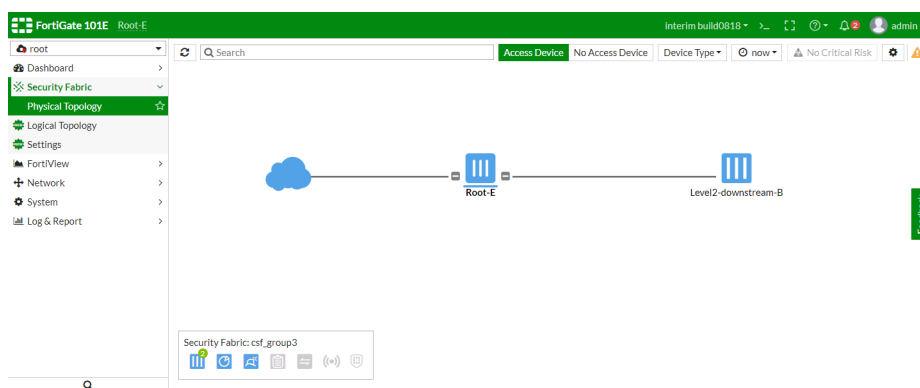 FortiGate 101E Root-E
interim build0818 >_ ? 2 admin
root
Search
Access Device No Access Device Device Type now No Critical Risk
Dashboard
Security Fabric
Physical Topology
Logical Topology
Settings
FortiView
Network
System
Log & Report
Root-E
Level2-downstream-B
Security Fabric: csf_group3
2